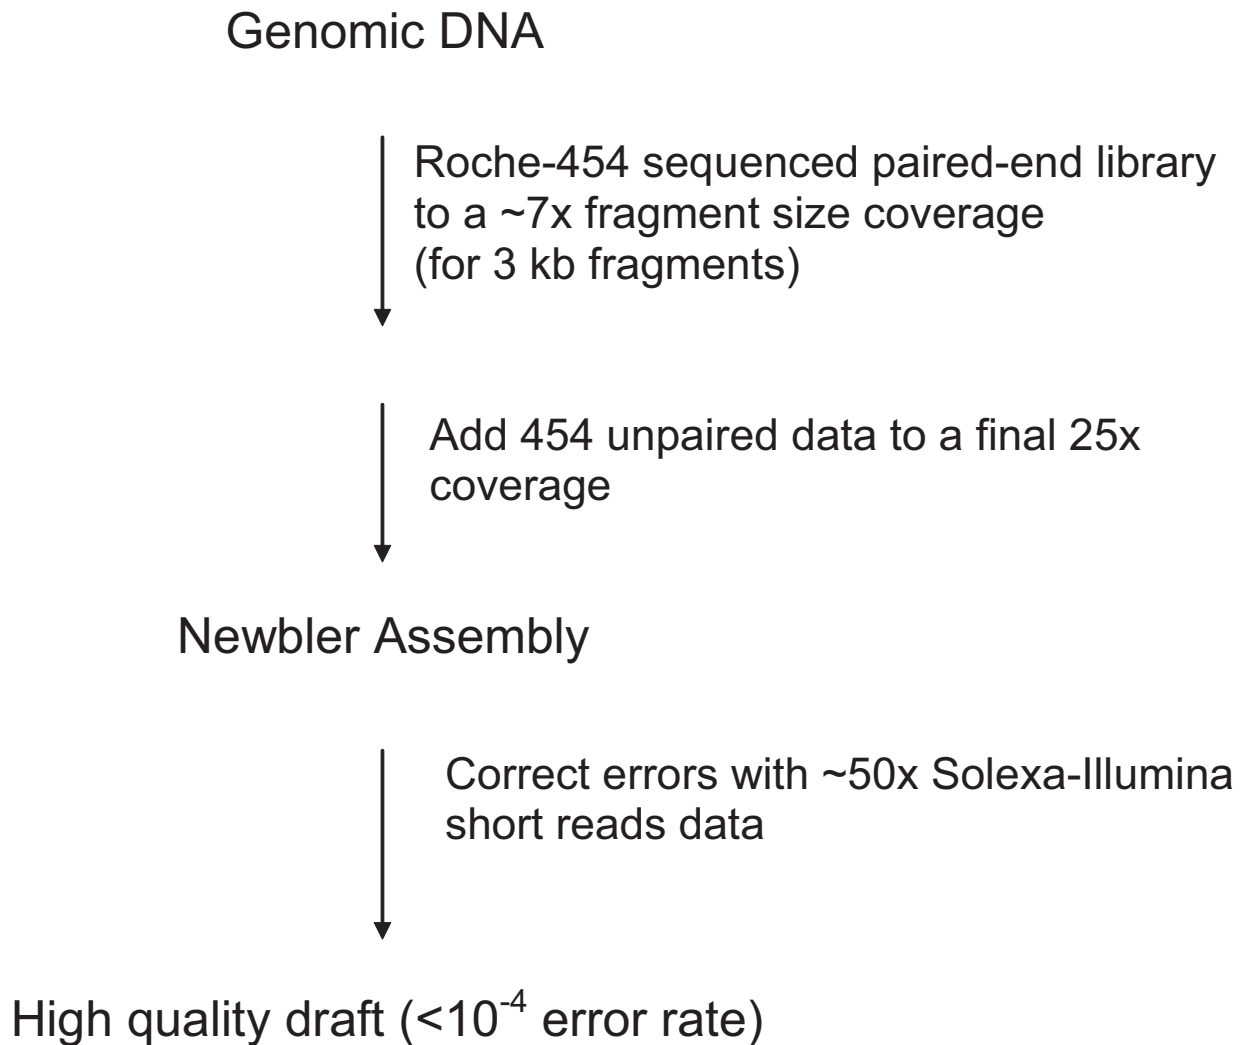 Genomic DNA
Roche-454 sequenced paired-end library
to a ~7x fragment size coverage
(for 3 kb fragments)
Add 454 unpaired data to a final 25x
coverage
Newbler Assembly
Correct errors with ~50x Solexa-Illumina
short reads data
High quality draft (<10⁻⁴ error rate)